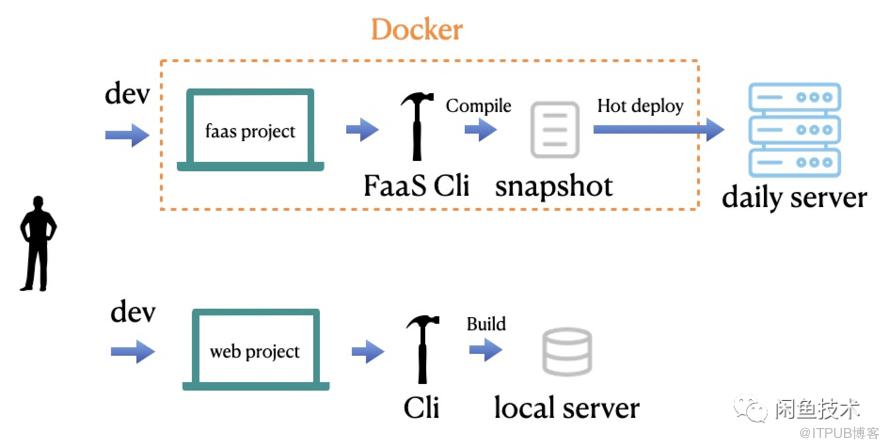 Docker
dev
faas project
Compile
Hot deploy
FaaS Cli
snapshot
daily server
dev
web project
Build
Cli
local server
闲鱼技术
@ITPUB博客